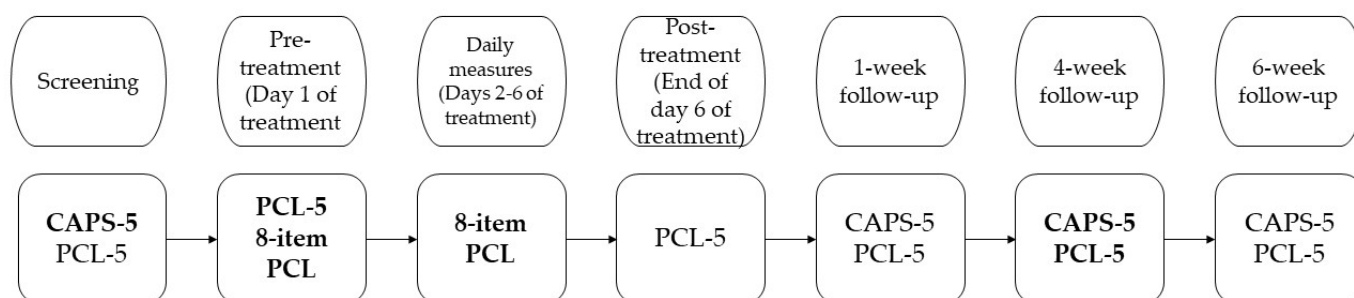 Screening
Pre-
treatment
(Day 1 of
treatment
Daily
measures
(Days 2-6 of
treatment)
Post-
treatment
(End of
day 6 of
treatment)
1-week
follow-up
4-week
follow-up
6-week
follow-up
CAPS-5
PCL-5
PCL-5
8-item
PCL
8-item
PCL
PCL-5
CAPS-5
PCL-5
CAPS-5
PCL-5
CAPS-5
PCL-5